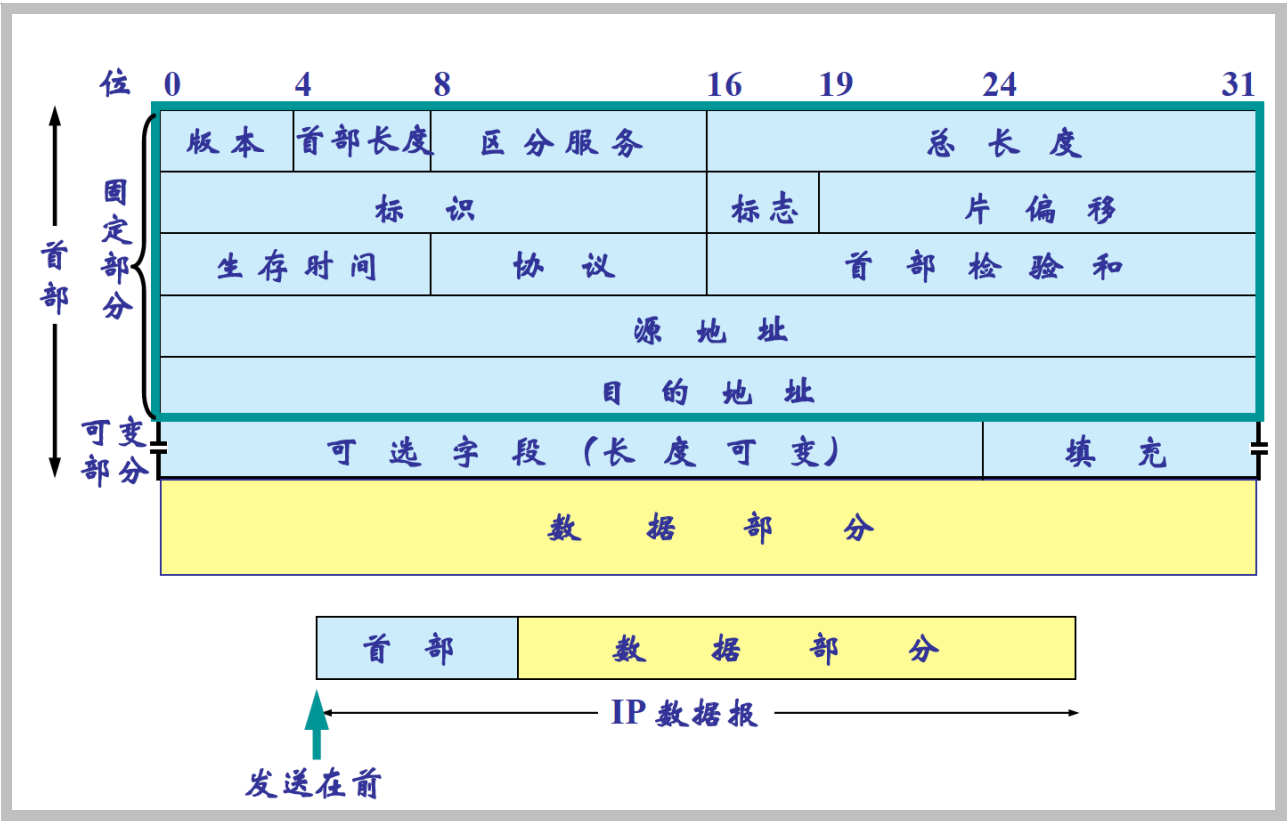 位 0 4 8 16 19 24 31
版本 首部长度 区分服务 总长度
标识 标志 片偏移
生存时间 协议 首部检验和
源地址
目的地址
首部
固定部分
可变部分
可选字段(长度可变) 填充
数据部分
首部 数据部分
IP 数据报
发送在前